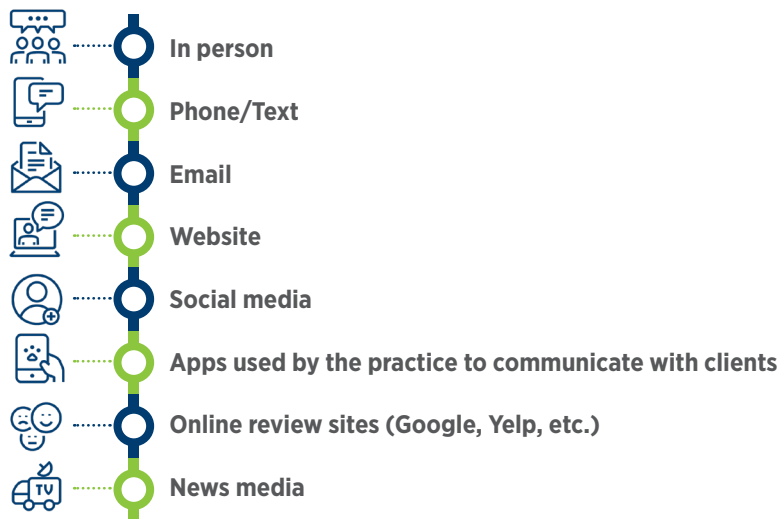 In person
Phone/Text
Email
Website
Social media
Apps used by the practice to communicate with clients
Online review sites (Google, Yelp, etc.)
TV
News media